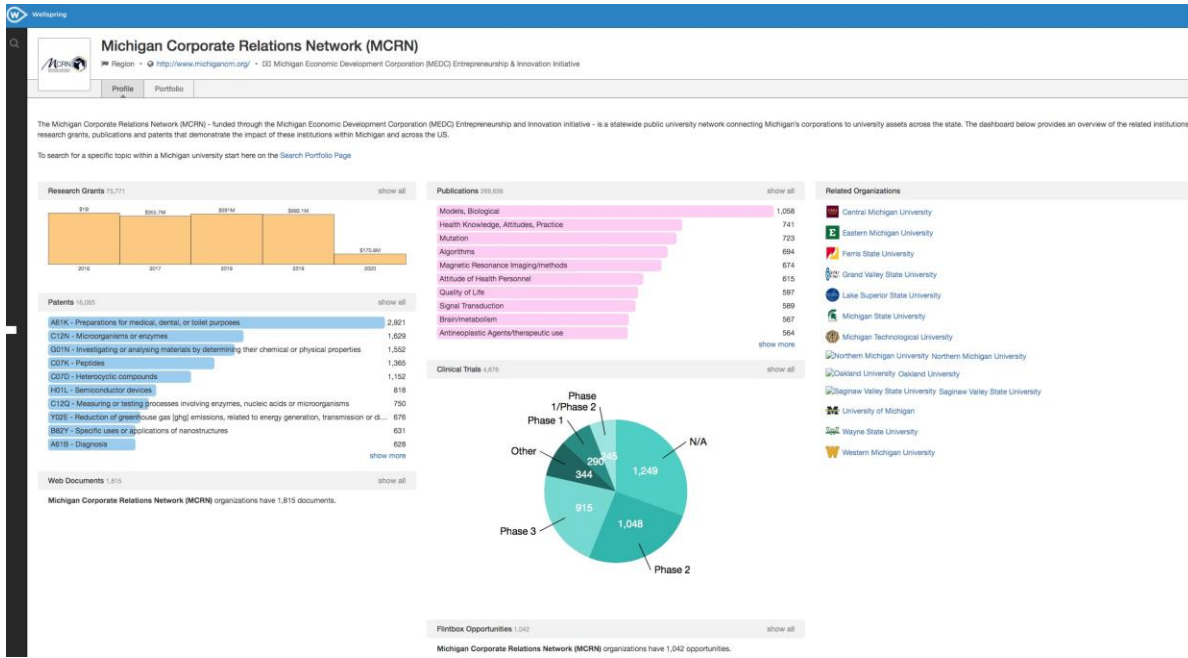 Wellspring
Michigan Corporate Relations Network (MCRN)
MCRN
Region • http://www.michigancrn.org/ • Michigan Economic Development Corporation (MEDC) Entrepreneurship & Innovation Initiative
Profile Portfolio
The Michigan Corporate Relations Network (MCRN) - funded through the Michigan Economic Development Corporation (MEDC) Entrepreneurship and Innovation initiative - is a statewide public university network connecting Michigan's corporations to university assets across the state. The dashboard below provides an overview of the related institutions
research grants, publications and patents that demonstrate the impact of these institutions within Michigan and across the US.
To search for a specific topic within a Michigan university start here on the Search Portfolio Page
Research Grants 75,771 show all
$1B
$981M
$170.8M
2016 2017 2018 2019 2020
Patents show all
A61K - Preparations for medical, dental, or toilet purposes 2,921
C12N - Microorganisms or enzymes 1,629
G01N - Investigating or analysing materials by determining their chemical or physical properties 1,552
C07K - Peptides 1,365
C07D - Heterocyclic compounds 1,152
H01L - Semiconductor devices 818
C12Q - Measuring or testing processes involving enzymes, nucleic acids or microorganisms 750
Y02E - Reduction of greenhouse gas [ghg] emissions, related to energy generation, transmission or di... 676
B82Y - Specific uses or applications of nanostructures 631
A61B - Diagnosis 628
show more
Web Documents 1,815 show all
Michigan Corporate Relations Network (MCRN) organizations have 1,815 documents.
Publications show all
Models, Biological 1,058
Health Knowledge, Attitudes, Practice 741
Mutation 723
Algorithms 694
Magnetic Resonance Imaging/methods 674
Attitude of Health Personnel 615
Quality of Life 597
Signal Transduction 589
Brain/metabolism 567
Antineoplastic Agents/therapeutic use 564
show more
Clinical Trials show all
Phase
1/Phase 2
Phase 1
Other
N/A
245
290
344
1,249
915
1,048
Phase 3
Phase 2
Flintbox Opportunities 1,042 show all
Michigan Corporate Relations Network (MCRN) organizations have 1,042 opportunities.
Related Organizations
Central Michigan University
Eastern Michigan University
Ferris State University
Grand Valley State University
Lake Superior State University
Michigan State University
Michigan Technological University
Northern Michigan University Northern Michigan University
Oakland University Oakland University
Saginaw Valley State University Saginaw Valley State University
University of Michigan
Wayne State University
Western Michigan University